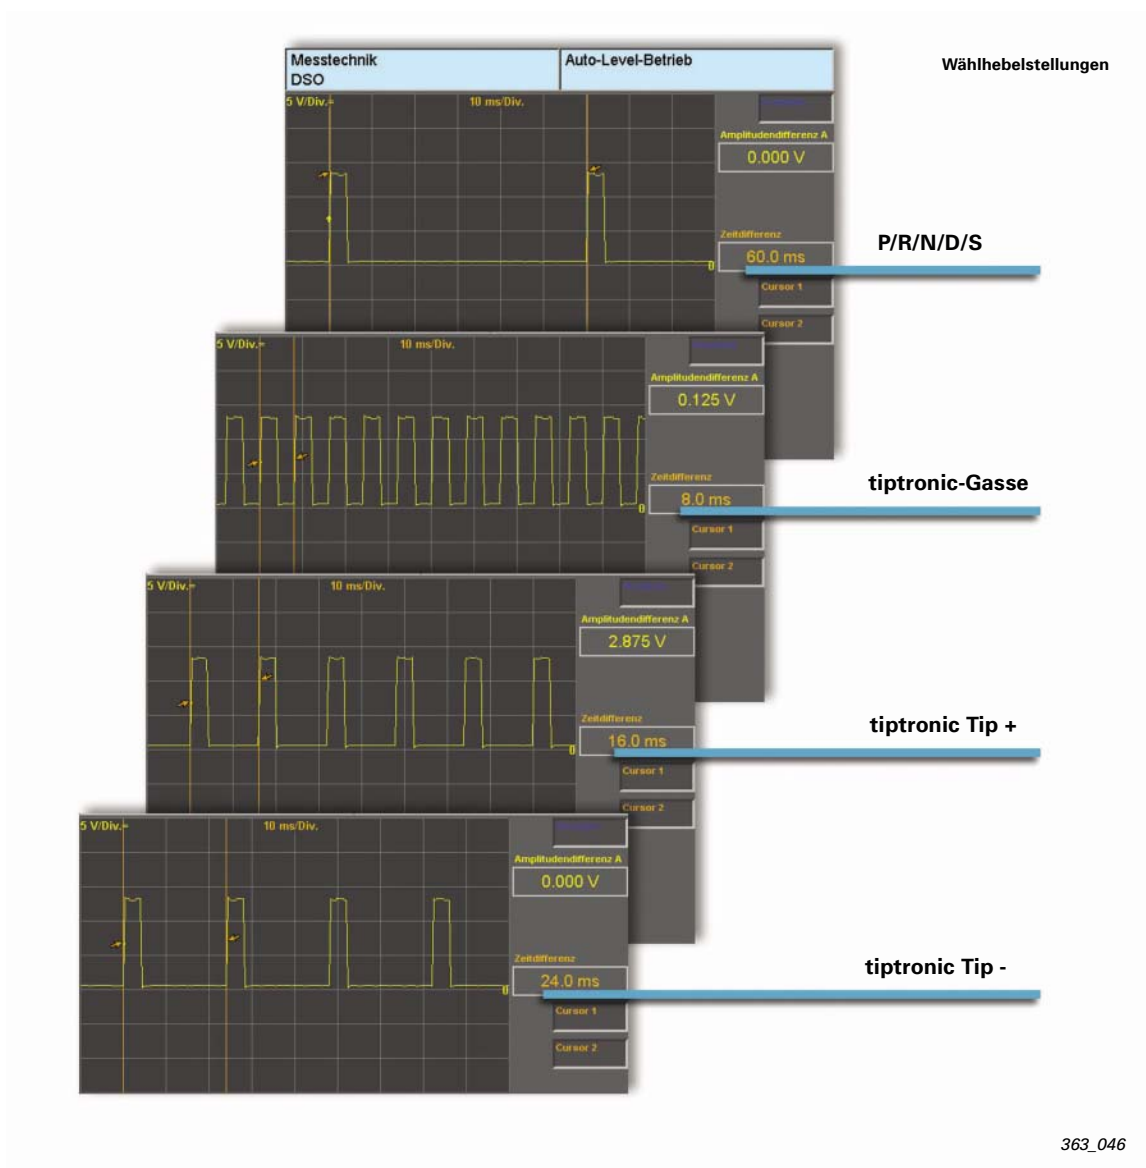 Messtechnik
DSO
Auto-Level-Betrieb
Wählhebelstellungen
5 V/Div.=
10 ms/Div.
Amplitudendifferenz A
0.000 V
Zeitdifferenz
60.0 ms
Cursor 1
Cursor 2
0
P/R/N/D/S
5 V/Div.=
10 ms/Div.
Amplitudendifferenz A
0.125 V
Zeitdifferenz
8.0 ms
Cursor 1
Cursor 2
0
tiptronic-Gasse
5 V/Div.=
10 ms/Div.
Amplitudendifferenz A
2.875 V
Zeitdifferenz
16.0 ms
Cursor 1
Cursor 2
0
tiptronic Tip +
5 V/Div.=
10 ms/Div.
Amplitudendifferenz A
0.000 V
Zeitdifferenz
24.0 ms
Cursor 1
Cursor 2
0
tiptronic Tip -
363_046